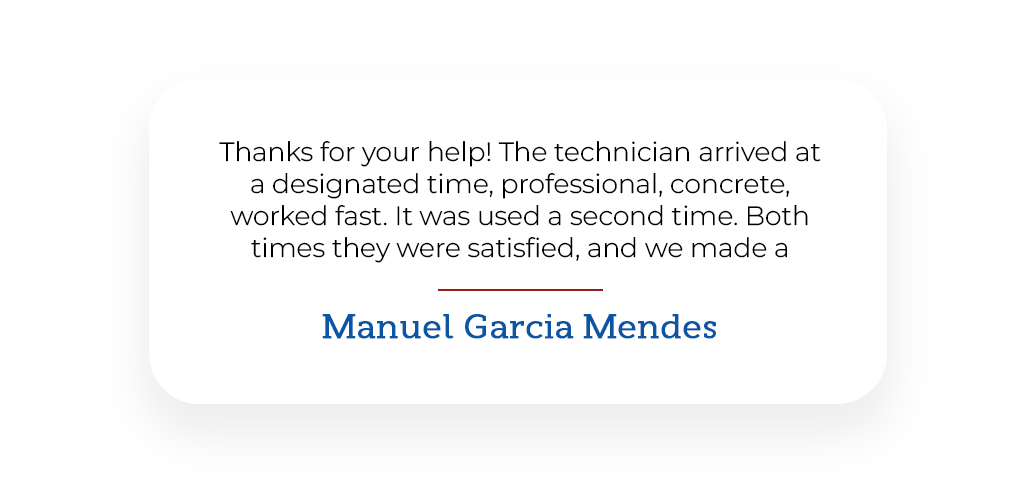 Thanks for your help! The technician arrived at
a designated time, professional, concrete,
worked fast. It was used a second time. Both
times they were satisfied, and we made a
Manuel Garcia Mendes